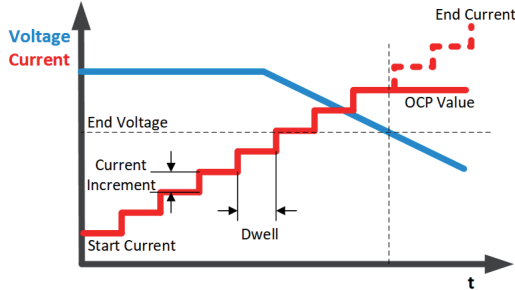 End Current
Voltage
Current
OCP Value
End Voltage
Current
Increment
Dwell
Start Current
t